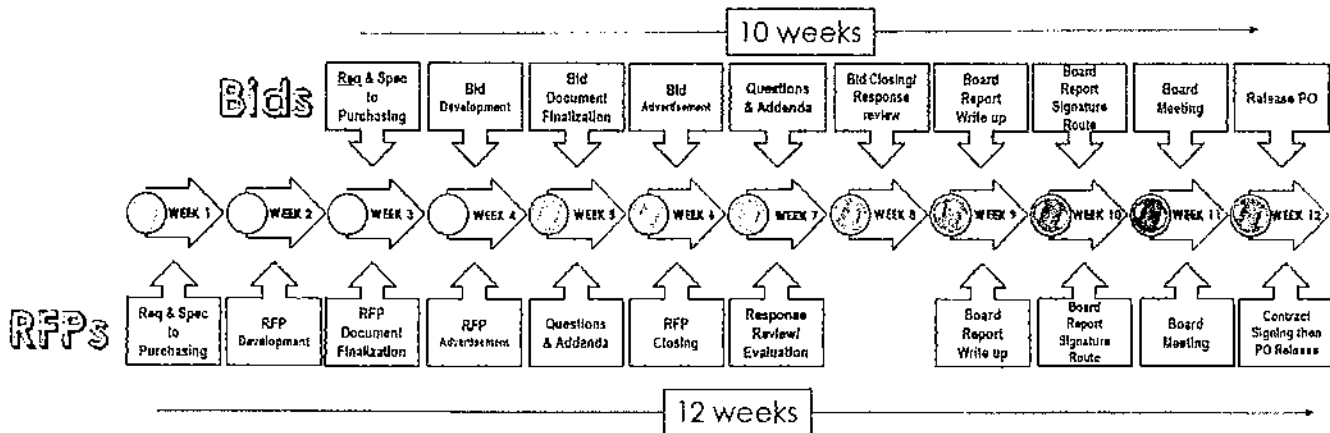 10 weeks
Bids
Req & Spec
to
Purchasing
Bid
Development
Bid
Document
Finalization
Bid
Advertisement
Questions
& Addenda
Bid Closing/
Response
review
Board
Report
Write up
Board
Report
Signature
Route
Board
Meeting
Release PO
WEEK 1
WEEK 2
WEEK 3
WEEK 4
WEEK 5
WEEK 6
WEEK 7
WEEK 8
WEEK 9
WEEK 10
WEEK 11
WEEK 12
RFPs
Req & Spec
to
Purchasing
RFP
Development
RFP
Document
Finalization
RFP
Advertisement
Questions
& Addenda
RFP
Closing
Response
Review/
Evaluation
Board
Report
Write up
Board
Report
Signature
Route
Board
Meeting
Contract
Signing then
PO Release
12 weeks